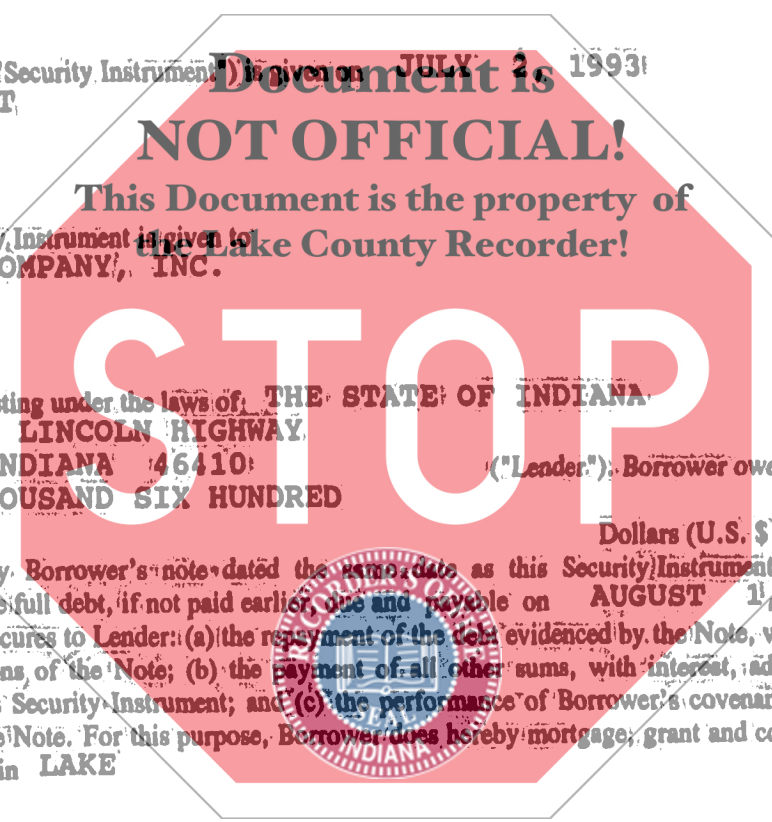 Security Instrument") is given on JULY 2, 1993
T
Document is
NOT OFFICIAL!
This Document is the property of
the Lake County Recorder!
Instrument is given to
OMPANY, INC.
STOP
sting under the laws of THE STATE OF INDIANA
LINCOLN HIGHWAY
NDIANA 46410
("Lender"). Borrower owe
OUSAND SIX HUNDRED
Dollars (U.S. $
y Borrower's note dated the same date as this Security Instrument
e full debt, if not paid earlier, due and payable on AUGUST 1
cures to Lender: (a) the repayment of the debt evidenced by the Note, w
ns of the Note; (b) the payment of all other sums, with interest, ad
s Security Instrument; and (c) the performance of Borrower's covenan
e Note. For this purpose, Borrower does hereby mortgage, grant and co
in LAKE
RECORDER'S OFFICE
SEAL
INDIANA